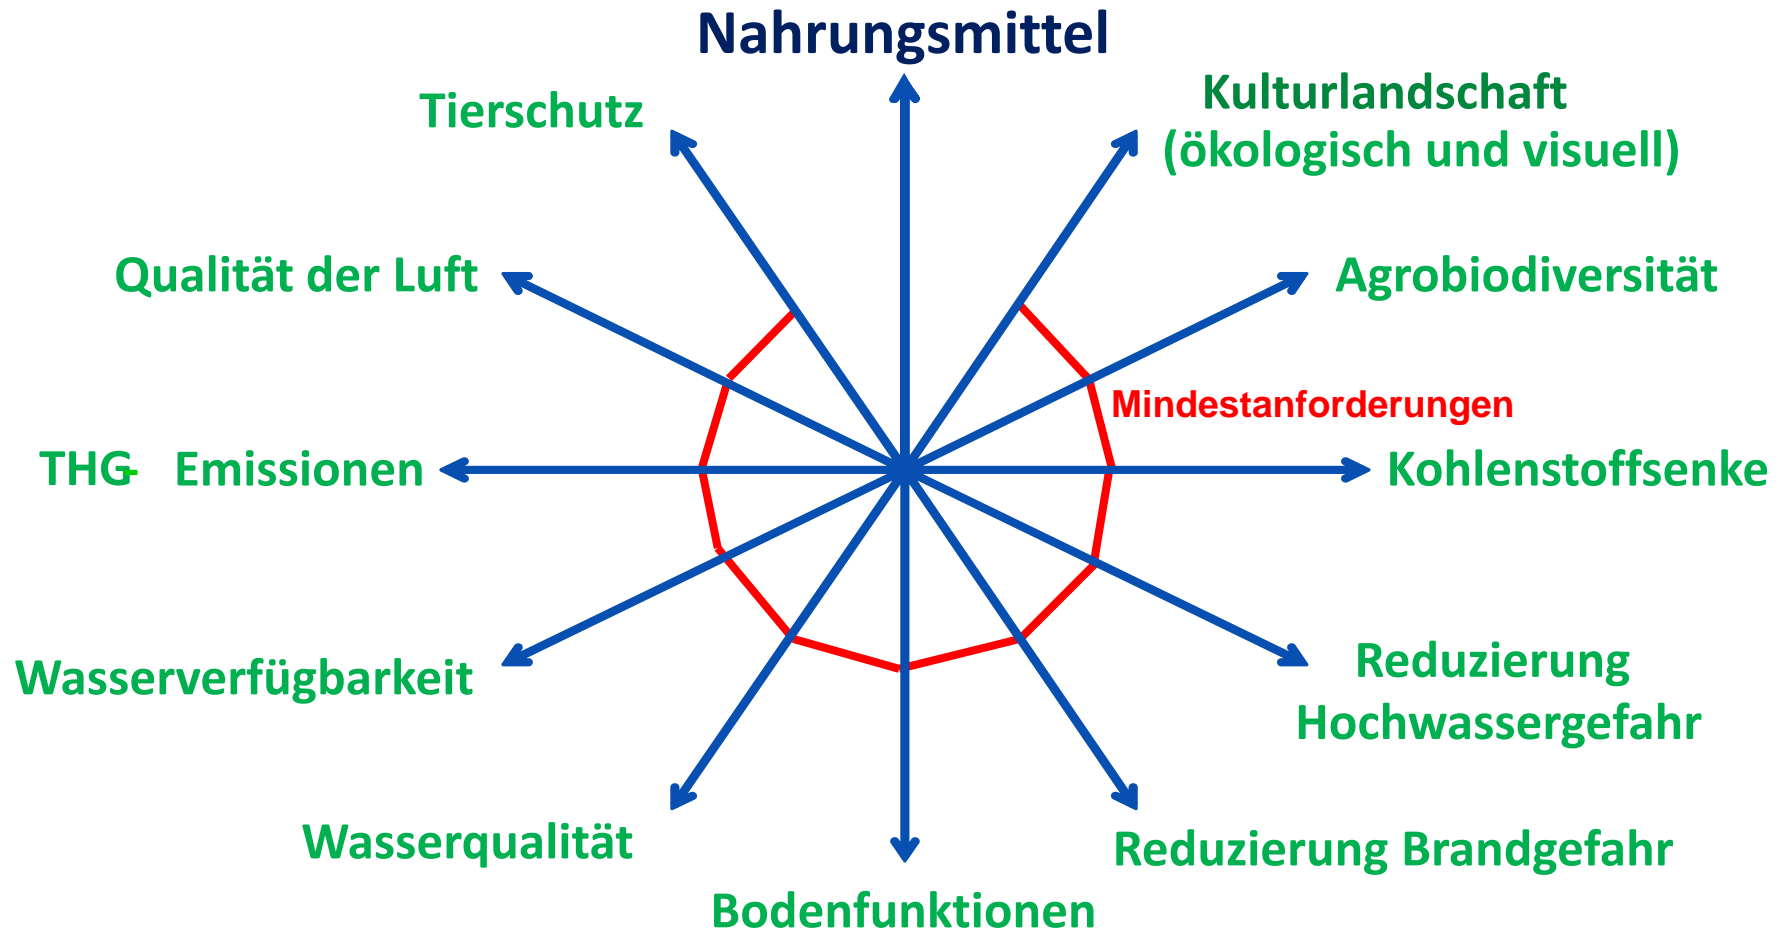 Nahrungsmittel
Tierschutz
Kulturlandschaft
(ökologisch und visuell)
Qualität der Luft
Agrobiodiversität
Mindestanforderungen
THG- Emissionen
Kohlenstoffsenke
Wasserverfügbarkeit
Reduzierung
Hochwassergefahr
Wasserqualität
Reduzierung Brandgefahr
Bodenfunktionen